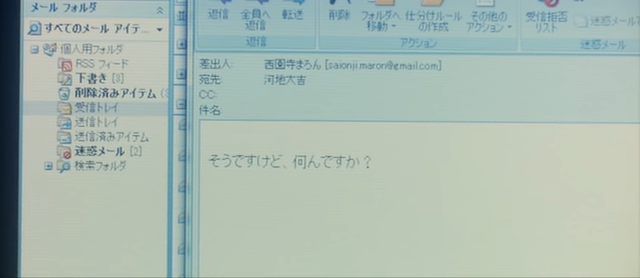 メール フォルダ
すべてのメール アイテ...
個人用フォルダ
RSS フィード
下書き [3]
削除済みアイテム
受信トレイ
送信トレイ
送信済みアイテム
迷惑メール [2]
検索フォルダ
返信 全員へ返信 転送
返信
削除 フォルダへ移動 仕分けルールの作成 その他のアクション
アクション
受信拒否リスト 迷惑メール
迷惑メール
差出人: 西園寺まろん [saionji.maron@email.com]
宛先: 河地大吉
CC:
件名:
そうですけど、何んですか？